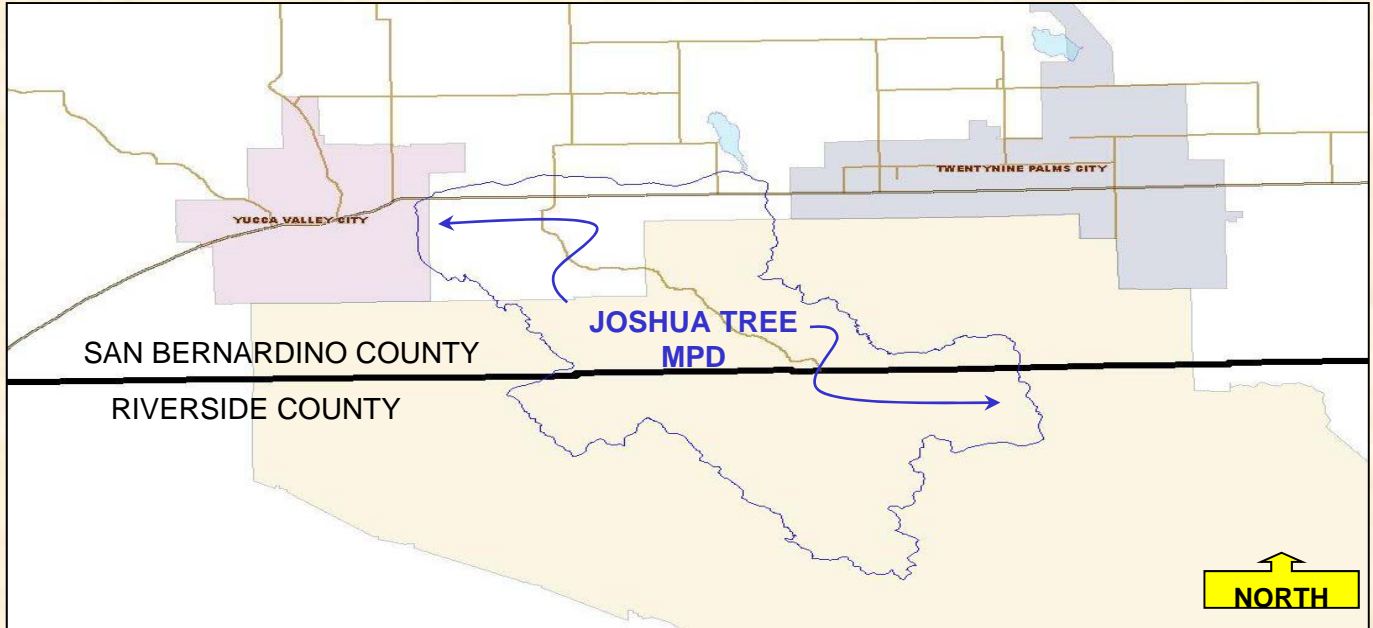 TWENTYNINE PALMS CITY
YUCCA VALLEY CITY
JOSHUA TREE
MPD
SAN BERNARDINO COUNTY
RIVERSIDE COUNTY
NORTH